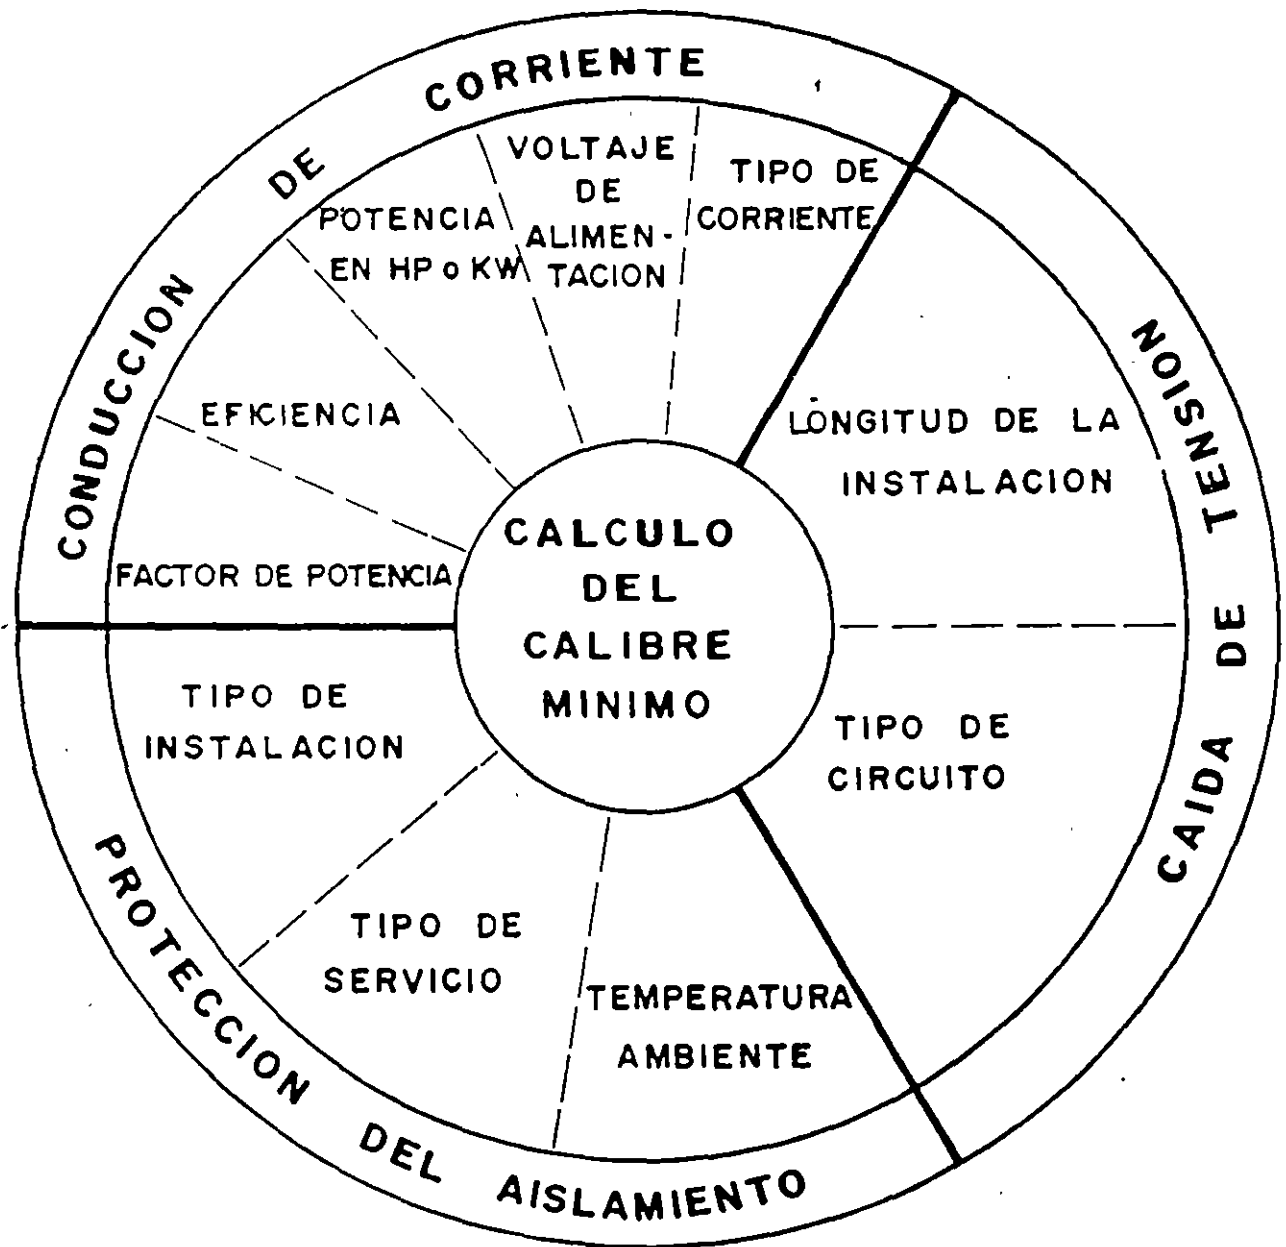 CONDUCCION DE CORRIENTE
VOLTAJE
DE
ALIMEN-
TACION
TIPO DE
CORRIENTE
POTENCIA
EN HP o KW
EFICIENCIA
FACTOR DE POTENCIA
CAIDA DE TENSION
LONGITUD DE LA
INSTALACION
TIPO DE
CIRCUITO
CALCULO
DEL
CALIBRE
MINIMO
TIPO DE
INSTALACION
TIPO DE
SERVICIO
TEMPERATURA
AMBIENTE
PROTECCION DEL AISLAMIENTO